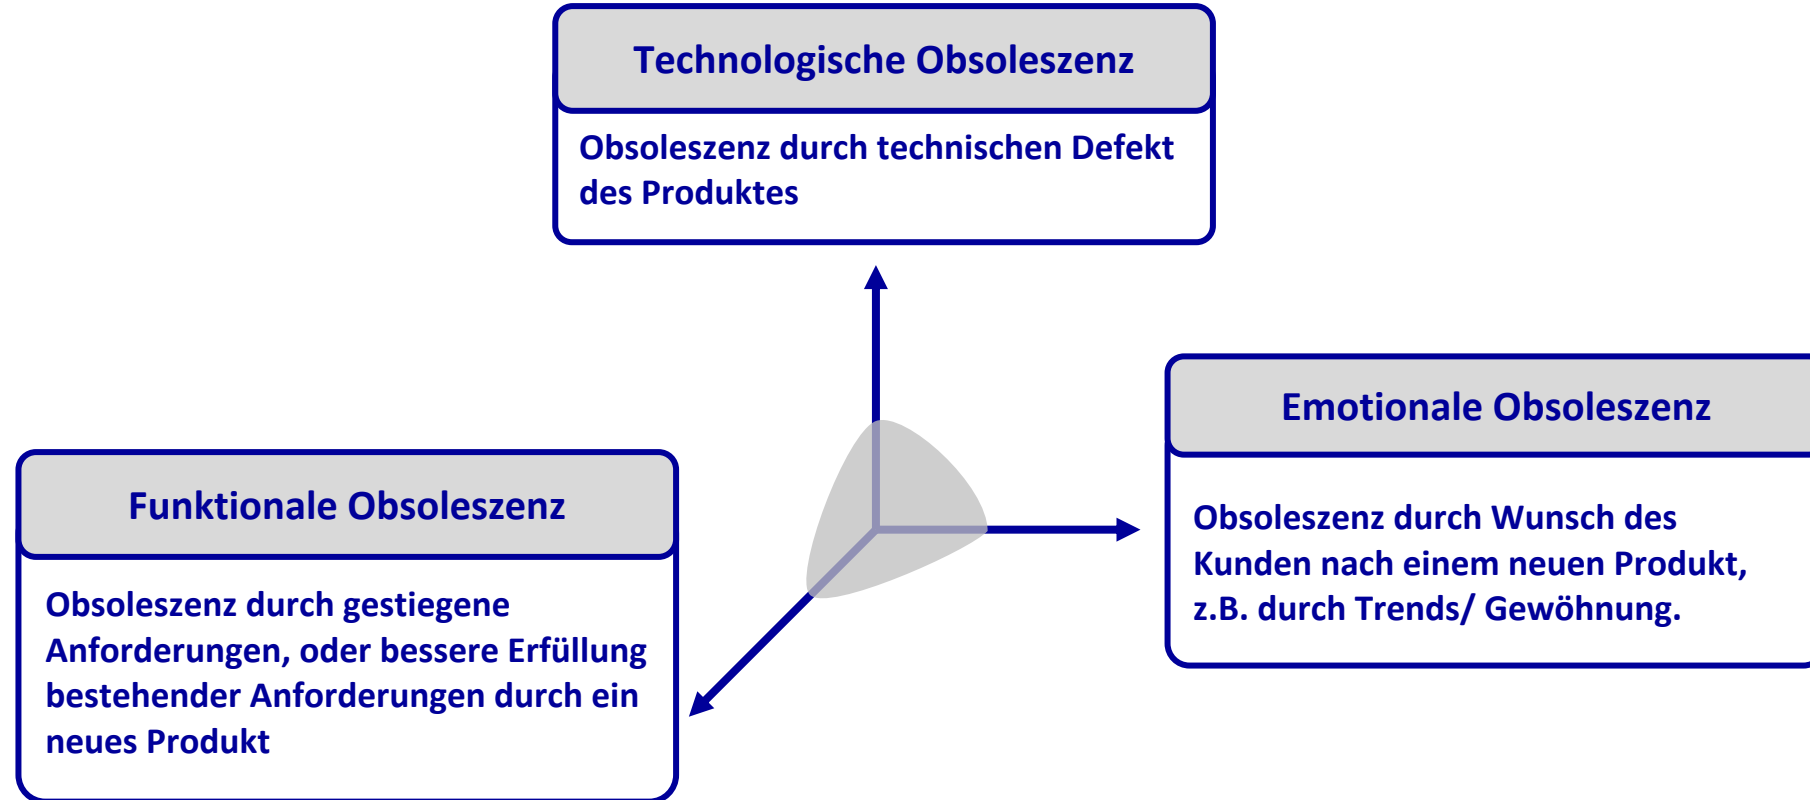 Technologische Obsoleszenz
Obsoleszenz durch technischen Defekt
des Produktes
Emotionale Obsoleszenz
Obsoleszenz durch Wunsch des
Kunden nach einem neuen Produkt,
z.B. durch Trends/ Gewöhnung.
Funktionale Obsoleszenz
Obsoleszenz durch gestiegene
Anforderungen, oder bessere Erfüllung
bestehender Anforderungen durch ein
neues Produkt